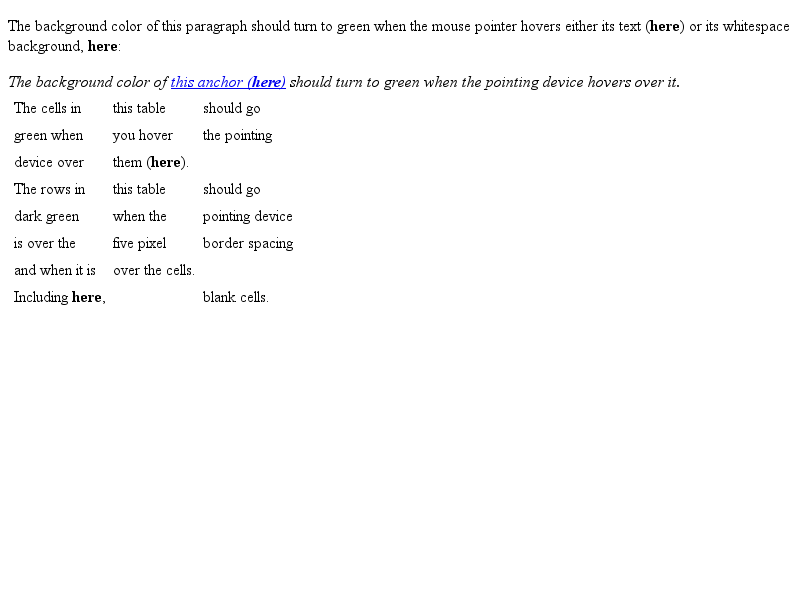 The background color of this paragraph should turn to green when the mouse pointer hovers either its text (here) or its whitespace
background, here:
The background color of this anchor (here) should turn to green when the pointing device hovers over it.
The cells in this table should go
green when you hover the pointing
device over them (here).
The rows in this table should go
dark green when the pointing device
is over the five pixel border spacing
and when it is over the cells.
Including here, blank cells.